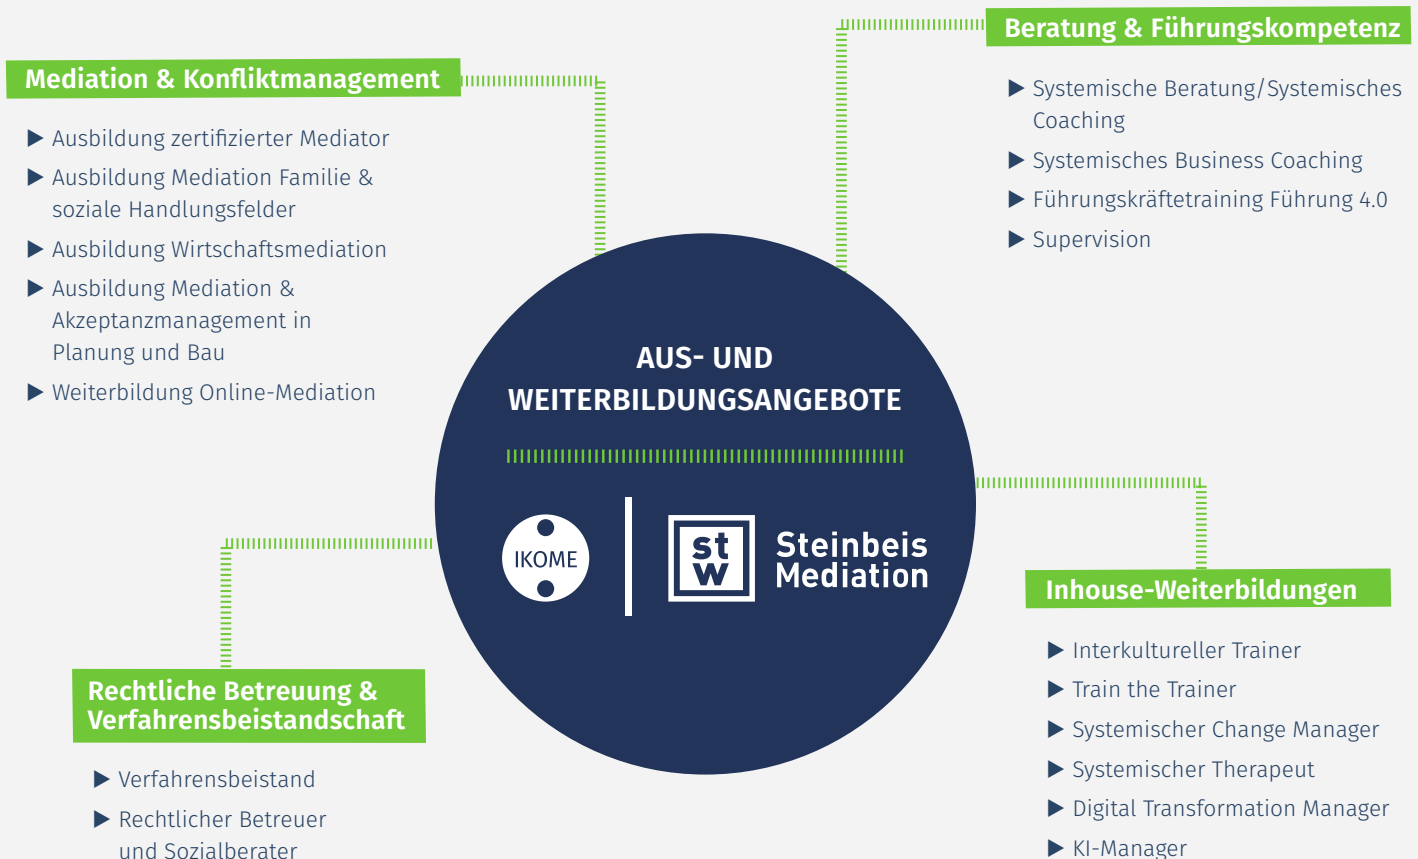 Mediation & Konfliktmanagement
▶ Ausbildung zertifizierter Mediator
▶ Ausbildung Mediation Familie &
soziale Handlungsfelder
▶ Ausbildung Wirtschaftsmediation
▶ Ausbildung Mediation &
Akzeptanzmanagement in
Planung und Bau
▶ Weiterbildung Online-Mediation
Beratung & Führungskompetenz
▶ Systemische Beratung/Systemisches
Coaching
▶ Systemisches Business Coaching
▶ Führungskräftetraining Führung 4.0
▶ Supervision
AUS- UND
WEITERBILDUNGSANGEBOTE
IKOME
st
w
Steinbeis
Mediation
Rechtliche Betreuung &
Verfahrensbeistandschaft
▶ Verfahrensbeistand
▶ Rechtlicher Betreuer
und Sozialberater
Inhouse-Weiterbildungen
▶ Interkultureller Trainer
▶ Train the Trainer
▶ Systemischer Change Manager
▶ Systemischer Therapeut
▶ Digital Transformation Manager
▶ KI-Manager